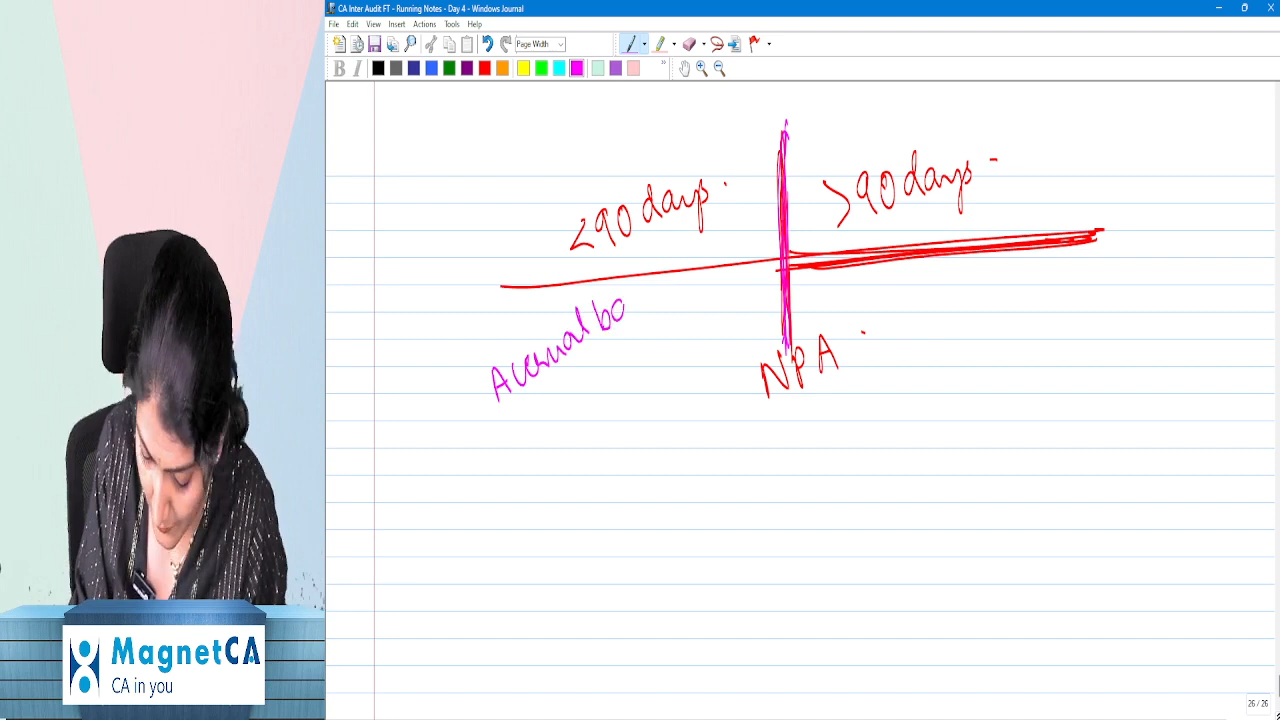 CA Inter Audit FT - Running Notes - Day 4 - Windows Journal
File Edit View Insert Actions Tools Help
Page Width
B I
<90 days.
>90 days -
Accrual ba
NPA.
MagnetCA
CA in you
26 / 26